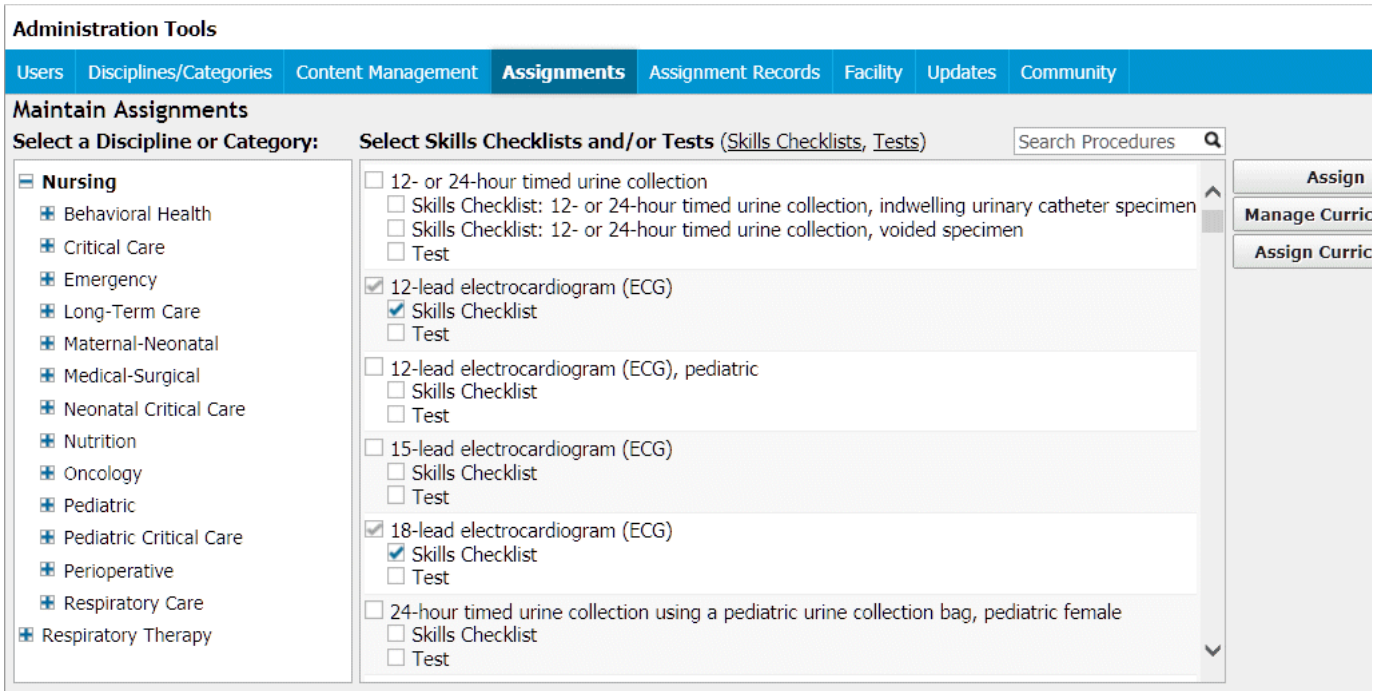 Administration Tools
Users Disciplines/Categories Content Management Assignments Assignment Records Facility Updates Community
Maintain Assignments
Select a Discipline or Category:
Nursing
Behavioral Health
Critical Care
Emergency
Long-Term Care
Maternal-Neonatal
Medical-Surgical
Neonatal Critical Care
Nutrition
Oncology
Pediatric
Pediatric Critical Care
Perioperative
Respiratory Care
Respiratory Therapy
Select Skills Checklists and/or Tests (Skills Checklists, Tests)
Search Procedures
12- or 24-hour timed urine collection
Skills Checklist: 12- or 24-hour timed urine collection, indwelling urinary catheter specimen
Skills Checklist: 12- or 24-hour timed urine collection, voided specimen
Test
12-lead electrocardiogram (ECG)
Skills Checklist
Test
12-lead electrocardiogram (ECG), pediatric
Skills Checklist
Test
15-lead electrocardiogram (ECG)
Skills Checklist
Test
18-lead electrocardiogram (ECG)
Skills Checklist
Test
24-hour timed urine collection using a pediatric urine collection bag, pediatric female
Skills Checklist
Test
Assign
Manage Curric
Assign Curric